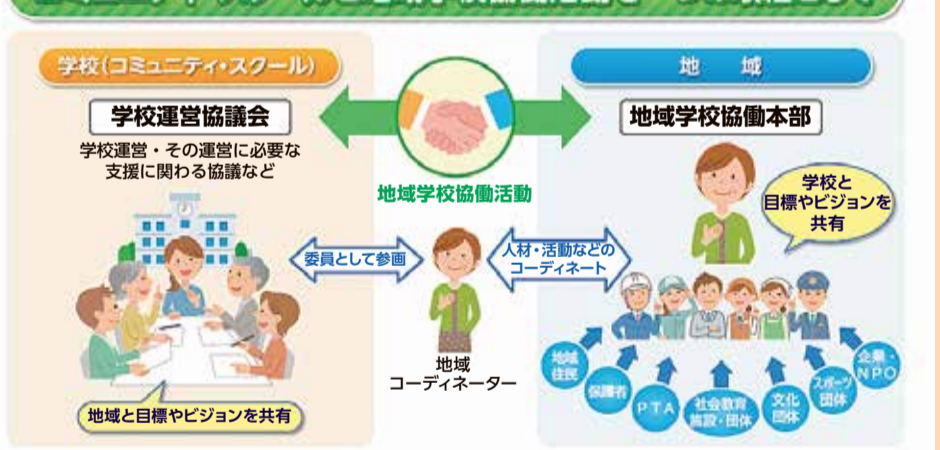 学校(コミュニティ・スクール)
学校運営協議会
学校運営・その運営に必要な
支援に関わる協議など
地域と目標やビジョンを共有
地域学校協働活動
委員として参画
人材・活動などの
コーディネート
地域
コーディネーター
地　域
地域学校協働本部
学校と
目標やビジョンを
共有
地域
住民
保護者
PTA
社会教育
施設・団体
文化
団体
スポーツ
団体
企業・
NPO